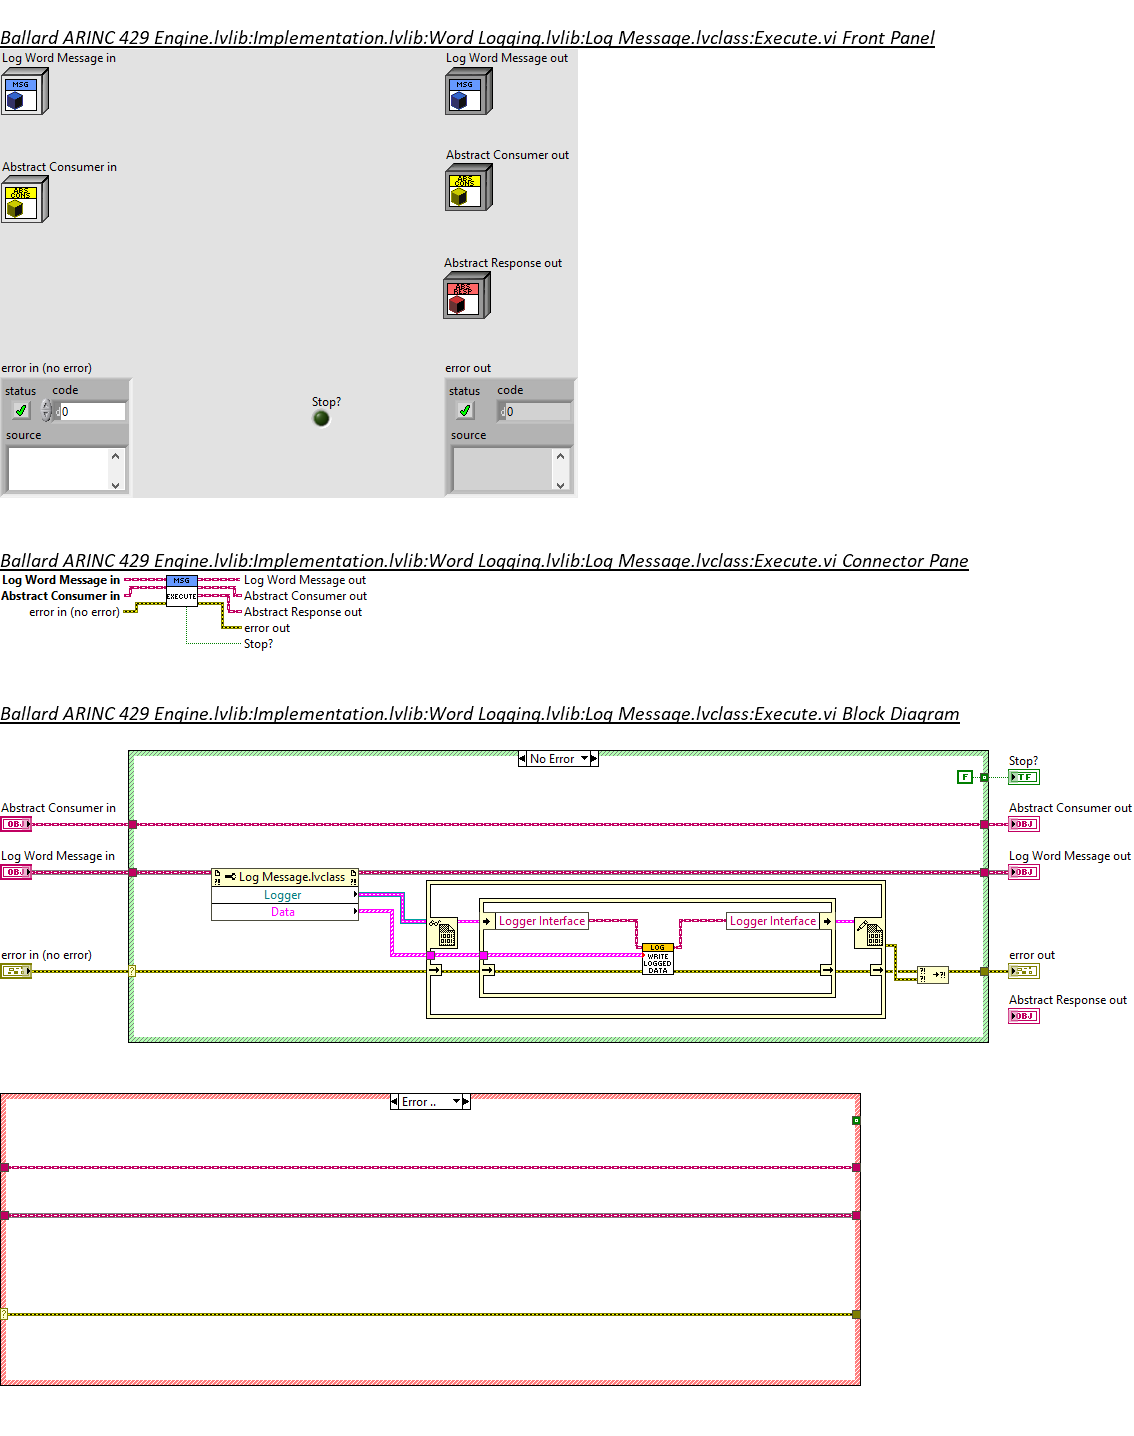 Ballard ARINC 429 Engine.lvlib:Implementation.lvlib:Word Logging.lvlib:Log Message.lvclass:Execute.vi Front Panel
Log Word Message in
Log Word Message out
MSG
MSG
Abstract Consumer in
Abstract Consumer out
ABS CONS
ABS CONS
Abstract Response out
ABS RESP
error in (no error)
error out
status code
status code
d 0
d 0
Stop?
source
source
Ballard ARINC 429 Engine.lvlib:Implementation.lvlib:Word Logging.lvlib:Log Message.lvclass:Execute.vi Connector Pane
Log Word Message in MSG Log Word Message out
Abstract Consumer in EXECUTE Abstract Consumer out
error in (no error) Abstract Response out
error out
Stop?
Ballard ARINC 429 Engine.lvlib:Implementation.lvlib:Word Logging.lvlib:Log Message.lvclass:Execute.vi Block Diagram
No Error
Stop?
F TF
Abstract Consumer in
Abstract Consumer out
OBJ OBJ
Log Word Message in
Log Word Message out
OBJ OBJ
Log Message.lvclass
Logger
Data
Logger Interface
Logger Interface
LOG
WRITE
LOGGED
DATA
error in (no error)
error out
?
?! ?! ?!
Abstract Response out
OBJ
Error ..
?